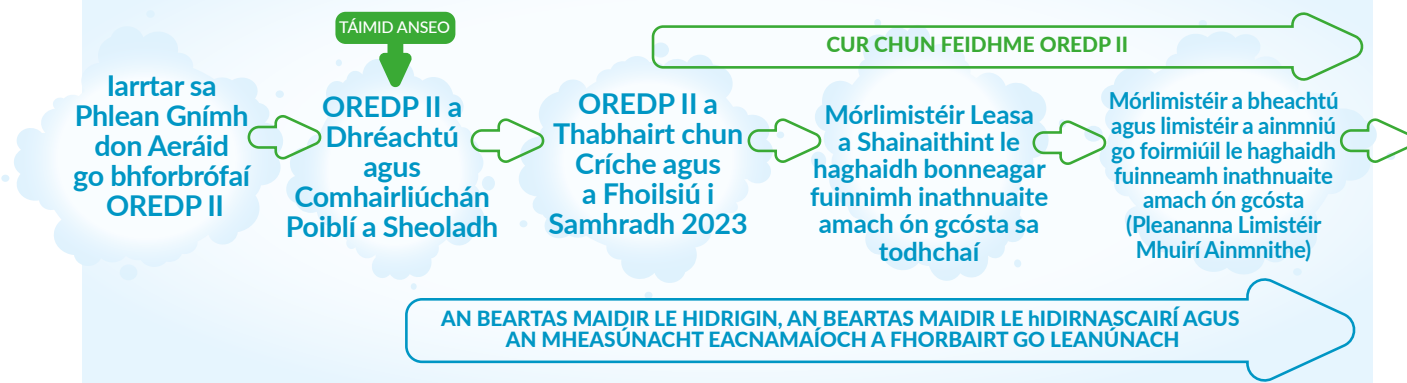 TÁIMID ANSEO
CUR CHUN FEIDHME OREDP II
Iarrtar sa
Phlean Gnímh
don Aeráid
go bhforbrófaí
OREDP II
OREDP II a
Dhréachtú
agus
Comhairliúchán
Poiblí a Sheoladh
OREDP II a
Thabhairt chun
Críche agus
a Fhoilsiú i
Samhradh 2023
Mórlimistéir Leasa
a Shainaithint le
haghaidh bonneagar
fuinnimh inathnuaite
amach ón gcósta sa
todhchaí
Mórlimistéir a bheachtú
agus limistéir a ainmniú
go foirmiúil le haghaidh
fuinneamh inathnuaite
amach ón gcósta
(Pleananna Limistéir
Mhuirí Ainmnithe)
AN BEARTAS MAIDIR LE HIDRIGIN, AN BEARTAS MAIDIR LE hIDIRNASCAIRÍ AGUS
AN MHEASÚNACHT EACNAMAÍOCH A FHORBAIRT GO LEANÚNACH